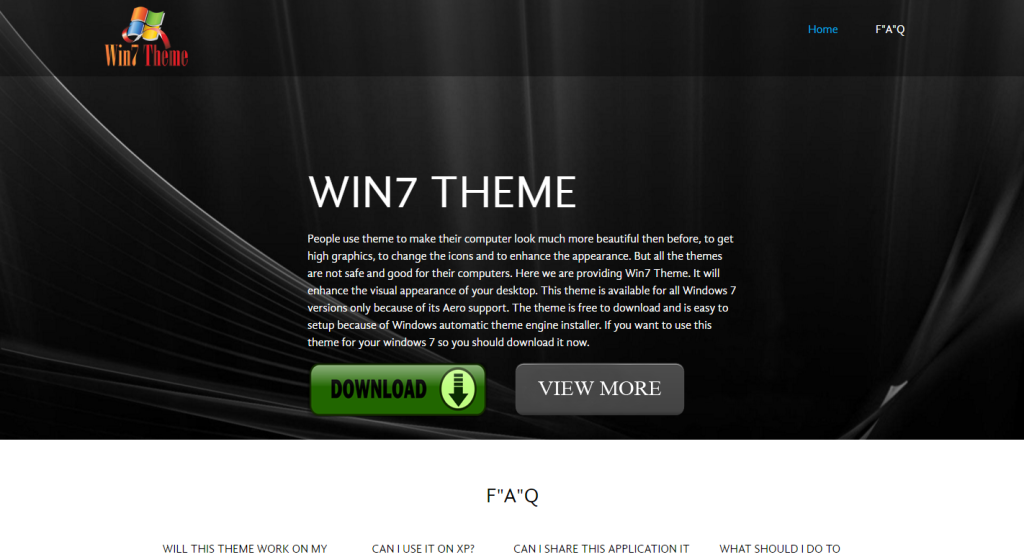 Win7 Theme
Home
F"A"Q
WIN7 THEME
People use theme to make their computer look much more beautiful then before, to get
high graphics, to change the icons and to enhance the appearance. But all the themes
are not safe and good for their computers. Here we are providing Win7 Theme. It will
enhance the visual appearance of your desktop. This theme is available for all Windows 7
versions only because of its Aero support. The theme is free to download and is easy to
setup because of Windows automatic theme engine installer. If you want to use this
theme for your windows 7 so you should download it now.
DOWNLOAD
VIEW MORE
F"A"Q
WILL THIS THEME WORK ON MY
CAN I USE IT ON XP?
CAN I SHARE THIS APPLICATION IT
WHAT SHOULD I DO TO